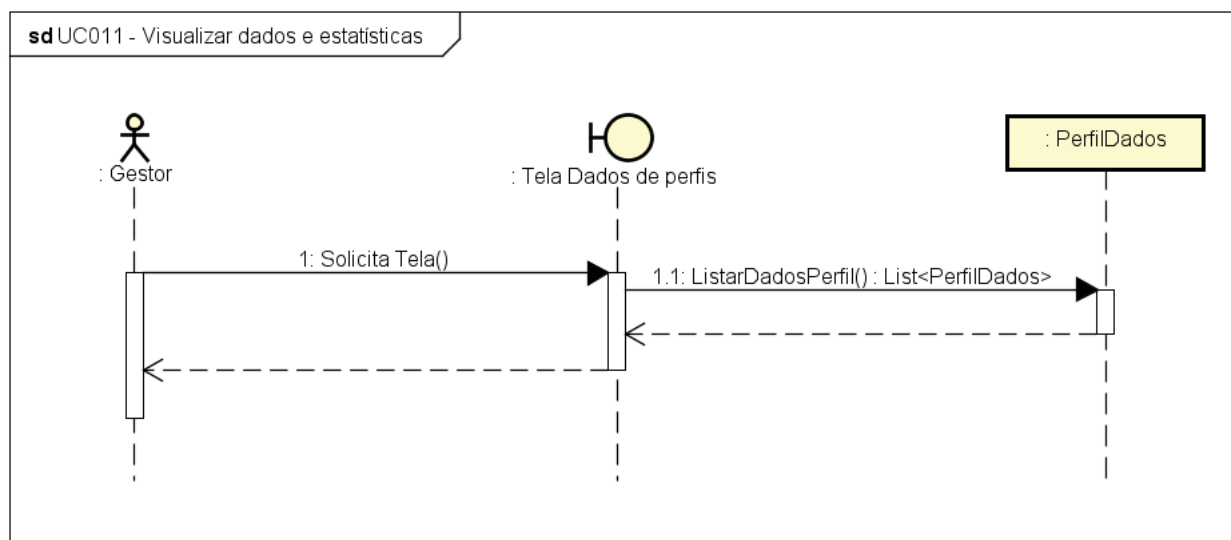 sd UC011 - Visualizar dados e estatísticas
: Gestor
: Tela Dados de perfis
: PerfilDados
1: Solicita Tela()
1.1: ListarDadosPerfil() : List<PerfilDados>